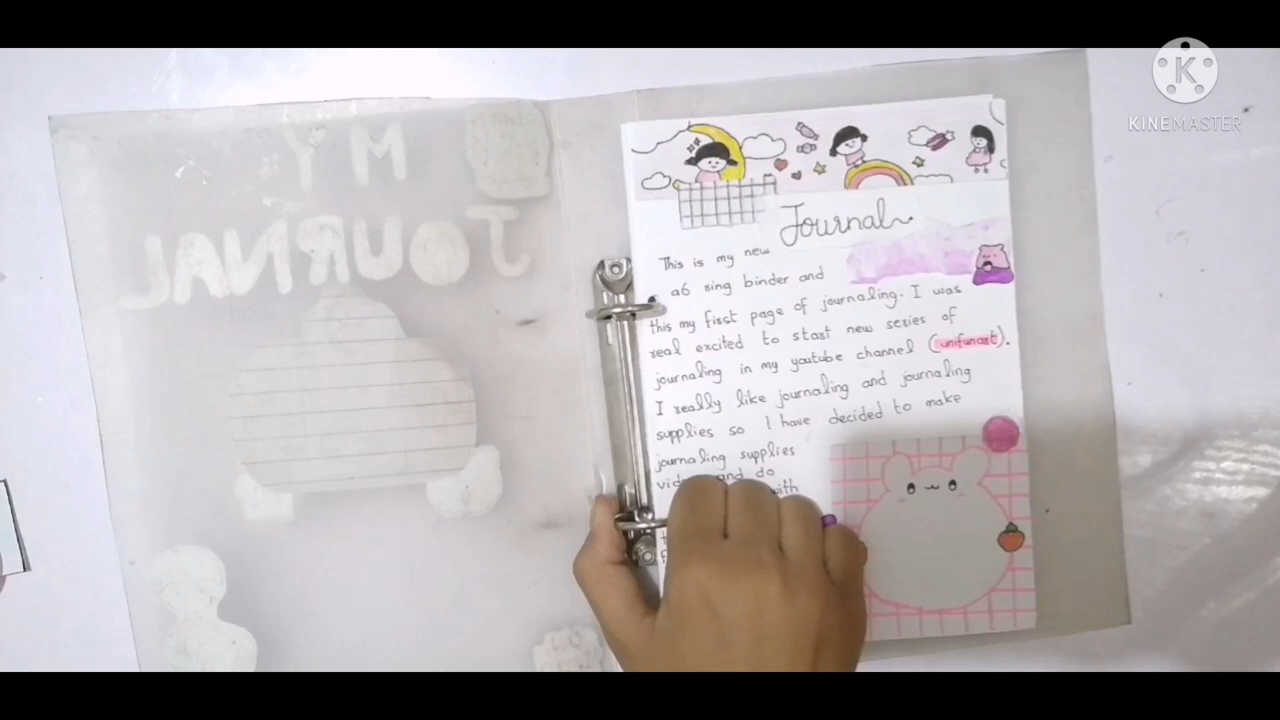 MY
JOURNAL
Journal
This is my new
a6 ring binder and
this my first page of journaling. I was
real excited to start new series of
journaling in my youtube channel (unifunart).
I really like journaling and journaling
supplies so I have decided to make
journaling supplies
and do
with
KINEMASTER